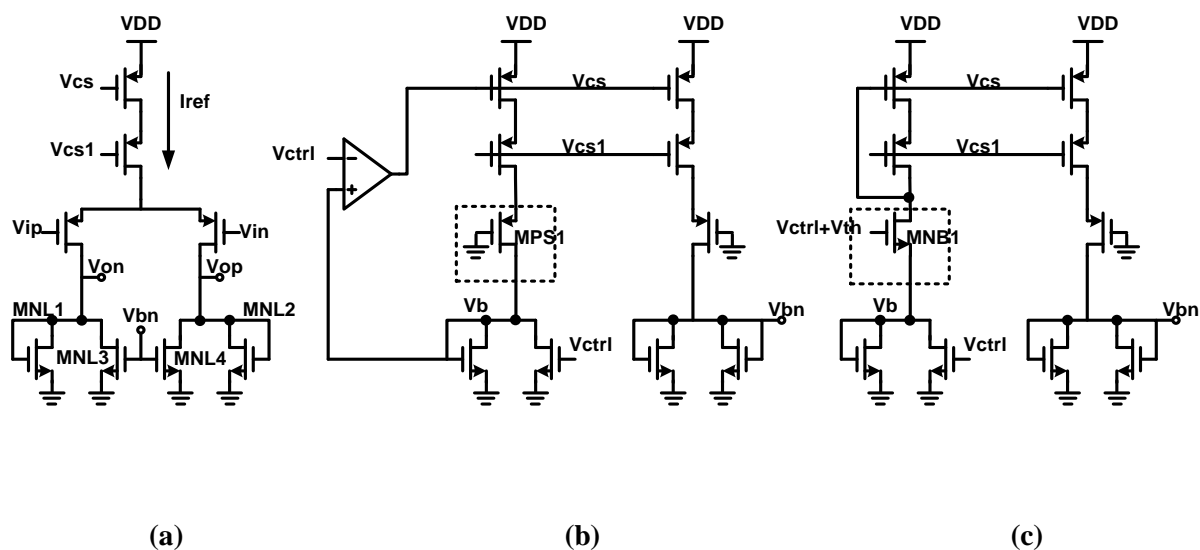 VDD
Vcs
Iref
Vcs1
Vip
Vin
Von
Vop
MNL1
Vbn
MNL2
MNL3
MNL4
(a)
VDD
VDD
Vcs
Vctrl
Vcs1
MPS1
Vb
Vctrl
Vbn
(b)
VDD
VDD
Vcs
Vcs1
Vctrl+Vth
MNB1
Vb
Vctrl
Vbn
(c)